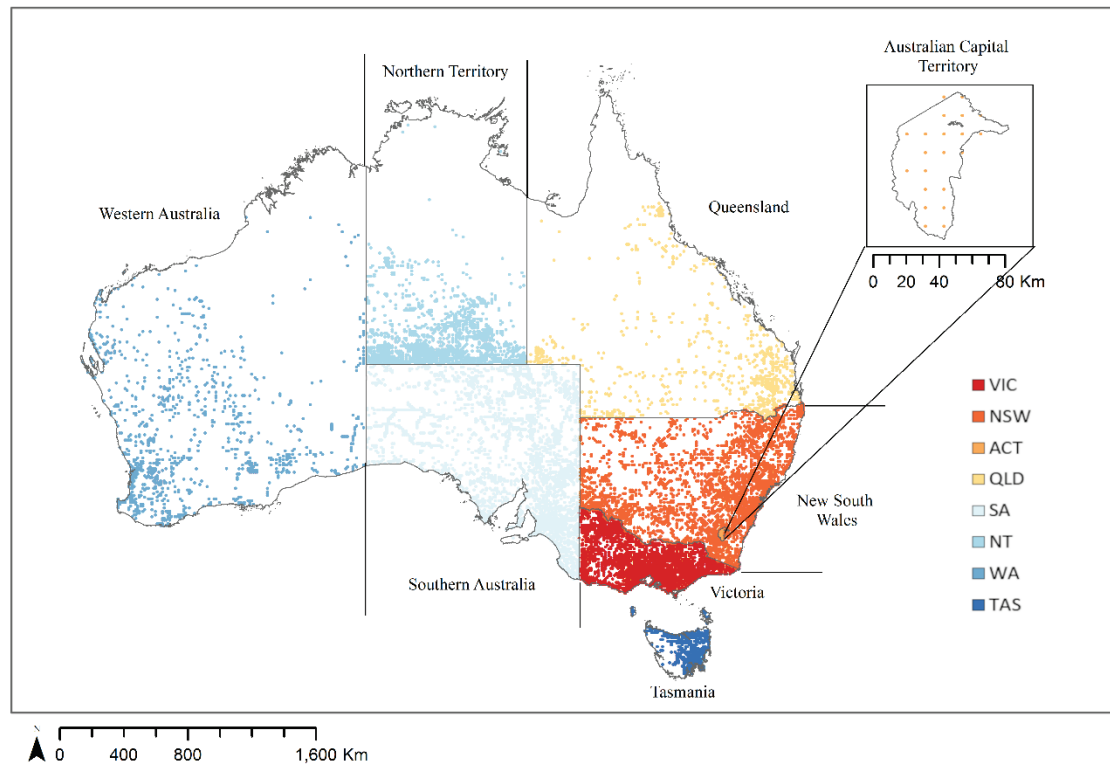 Australian Capital
Territory
Northern Territory
Western Australia
Queensland
0 20 40 80 Km
VIC
NSW
ACT
QLD
SA
NT
WA
TAS
New South
Wales
Southern Australia
Victoria
Tasmania
N
0 400 800 1,600 Km